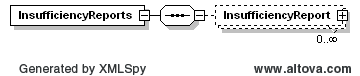 InsufficiencyReports
InsufficiencyReport
0..∞
Generated by XMLSpy
www.altova.com